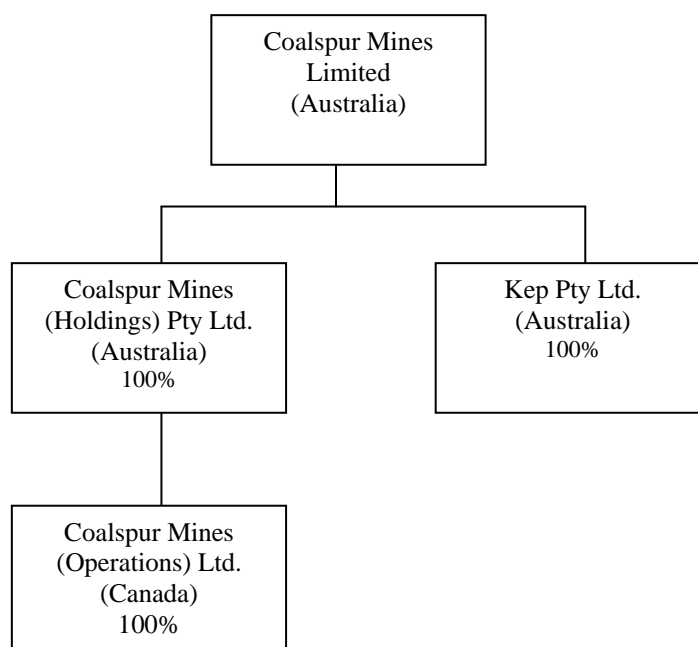 Coalspur Mines
Limited
(Australia)
Coalspur Mines
(Holdings) Pty Ltd.
(Australia)
100%
Kep Pty Ltd.
(Australia)
100%
Coalspur Mines
(Operations) Ltd.
(Canada)
100%